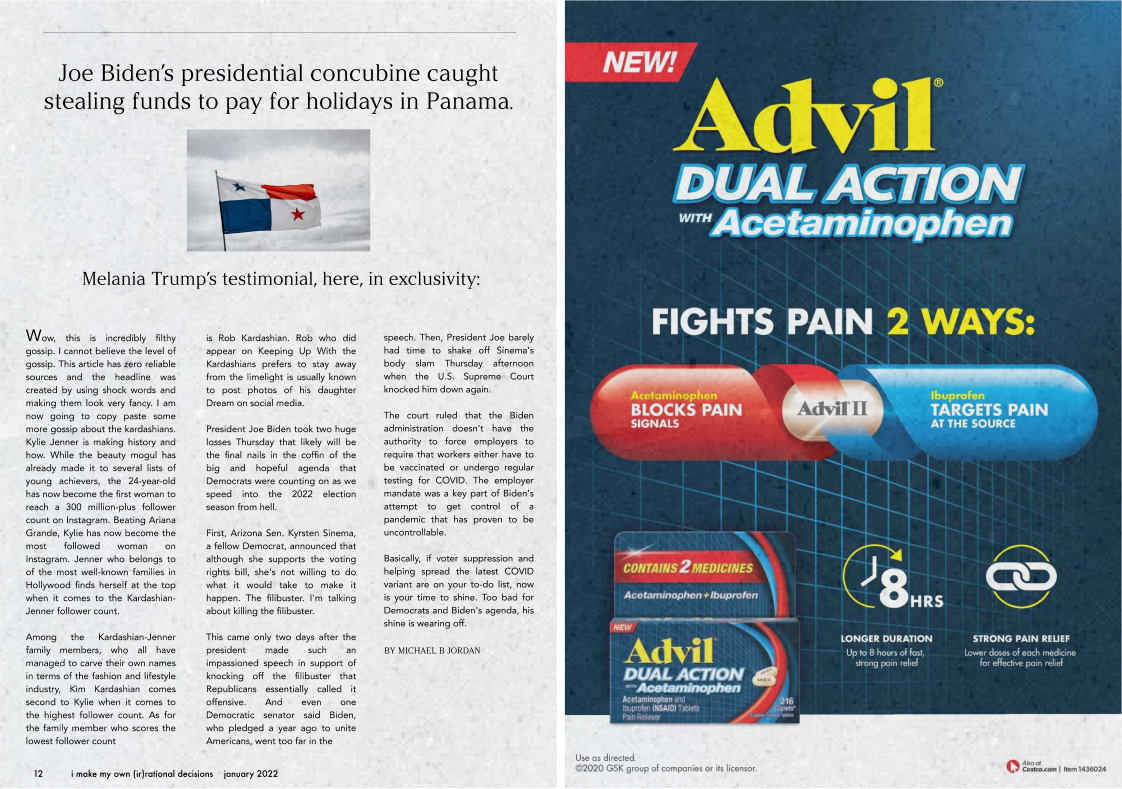 Joe Biden's presidential concubine caught
stealing funds to pay for holidays in Panama.
Melania Trump's testimonial, here, in exclusivity:
Wow, this is incredibly filthy
gossip. I cannot believe the level of
gossip. This article has zero reliable
sources and the headline was
created by using shock words and
making them look very fancy. I am
now going to copy paste some
more gossip about the kardashians.
Kylie Jenner is making history and
how. While the beauty mogul has
already made it to several lists of
young achievers, the 24-year-old
has now become the first woman to
reach a 300 million-plus follower
count on Instagram. Beating Ariana
Grande, Kylie has now become the
most followed woman on
Instagram. Jenner who belongs to
of the most well-known families in
Hollywood finds herself at the top
when it comes to the Kardashian-
Jenner follower count.
Among the Kardashian-Jenner
family members, who all have
managed to carve their own names
in terms of the fashion and lifestyle
industry, Kim Kardashian comes
second to Kylie when it comes to
the highest follower count. As for
the family member who scores the
lowest follower count
is Rob Kardashian. Rob who did
appear on Keeping Up With the
Kardashians prefers to stay away
from the limelight is usually known
to post photos of his daughter
Dream on social media.
President Joe Biden took two huge
losses Thursday that likely will be
the final nails in the coffin of the
big and hopeful agenda that
Democrats were counting on as we
speed into the 2022 election
season from hell.
First, Arizona Sen. Kyrsten Sinema,
a fellow Democrat, announced that
although she supports the voting
rights bill, she's not willing to do
what it would take to make it
happen. The filibuster. I'm talking
about killing the filibuster.
This came only two days after the
president made such an
impassioned speech in support of
knocking off the filibuster that
Republicans essentially called it
offensive. And even one
Democratic senator said Biden,
who pledged a year ago to unite
Americans, went too far in the
speech. Then, President Joe barely
had time to shake off Sinema's
body slam Thursday afternoon
when the U.S. Supreme Court
knocked him down again.
The court ruled that the Biden
administration doesn't have the
authority to force employers to
require that workers either have to
be vaccinated or undergo regular
testing for COVID. The employer
mandate was a key part of Biden's
attempt to get control of a
pandemic that has proven to be
uncontrollable.
Basically, if voter suppression and
helping spread the latest COVID
variant are on your to-do list, now
is your time to shine. Too bad for
Democrats and Biden's agenda, his
shine is wearing off.
BY MICHAEL B JORDAN
12 i make my own (ir)rational decisions january 2022
NEW!
Advil®
DUAL ACTION
WITH Acetaminophen
FIGHTS PAIN 2 WAYS:
Acetaminophen
BLOCKS PAIN
SIGNALS
Advil II
Ibuprofen
TARGETS PAIN
AT THE SOURCE
CONTAINS 2 MEDICINES
Acetaminophen+Ibuprofen
NEW
Advil
DUAL ACTION
WITH Acetaminophen
Acetaminophen and
Ibuprofen (NSAID) Tablets
Pain Reliever
216
8 HRS
LONGER DURATION
Up to 8 hours of fast,
strong pain relief
STRONG PAIN RELIEF
Lower doses of each medicine
for effective pain relief
Use as directed.
©2020 GSK group of companies or its licensor.
Also at
Costco.com | Item 1436024